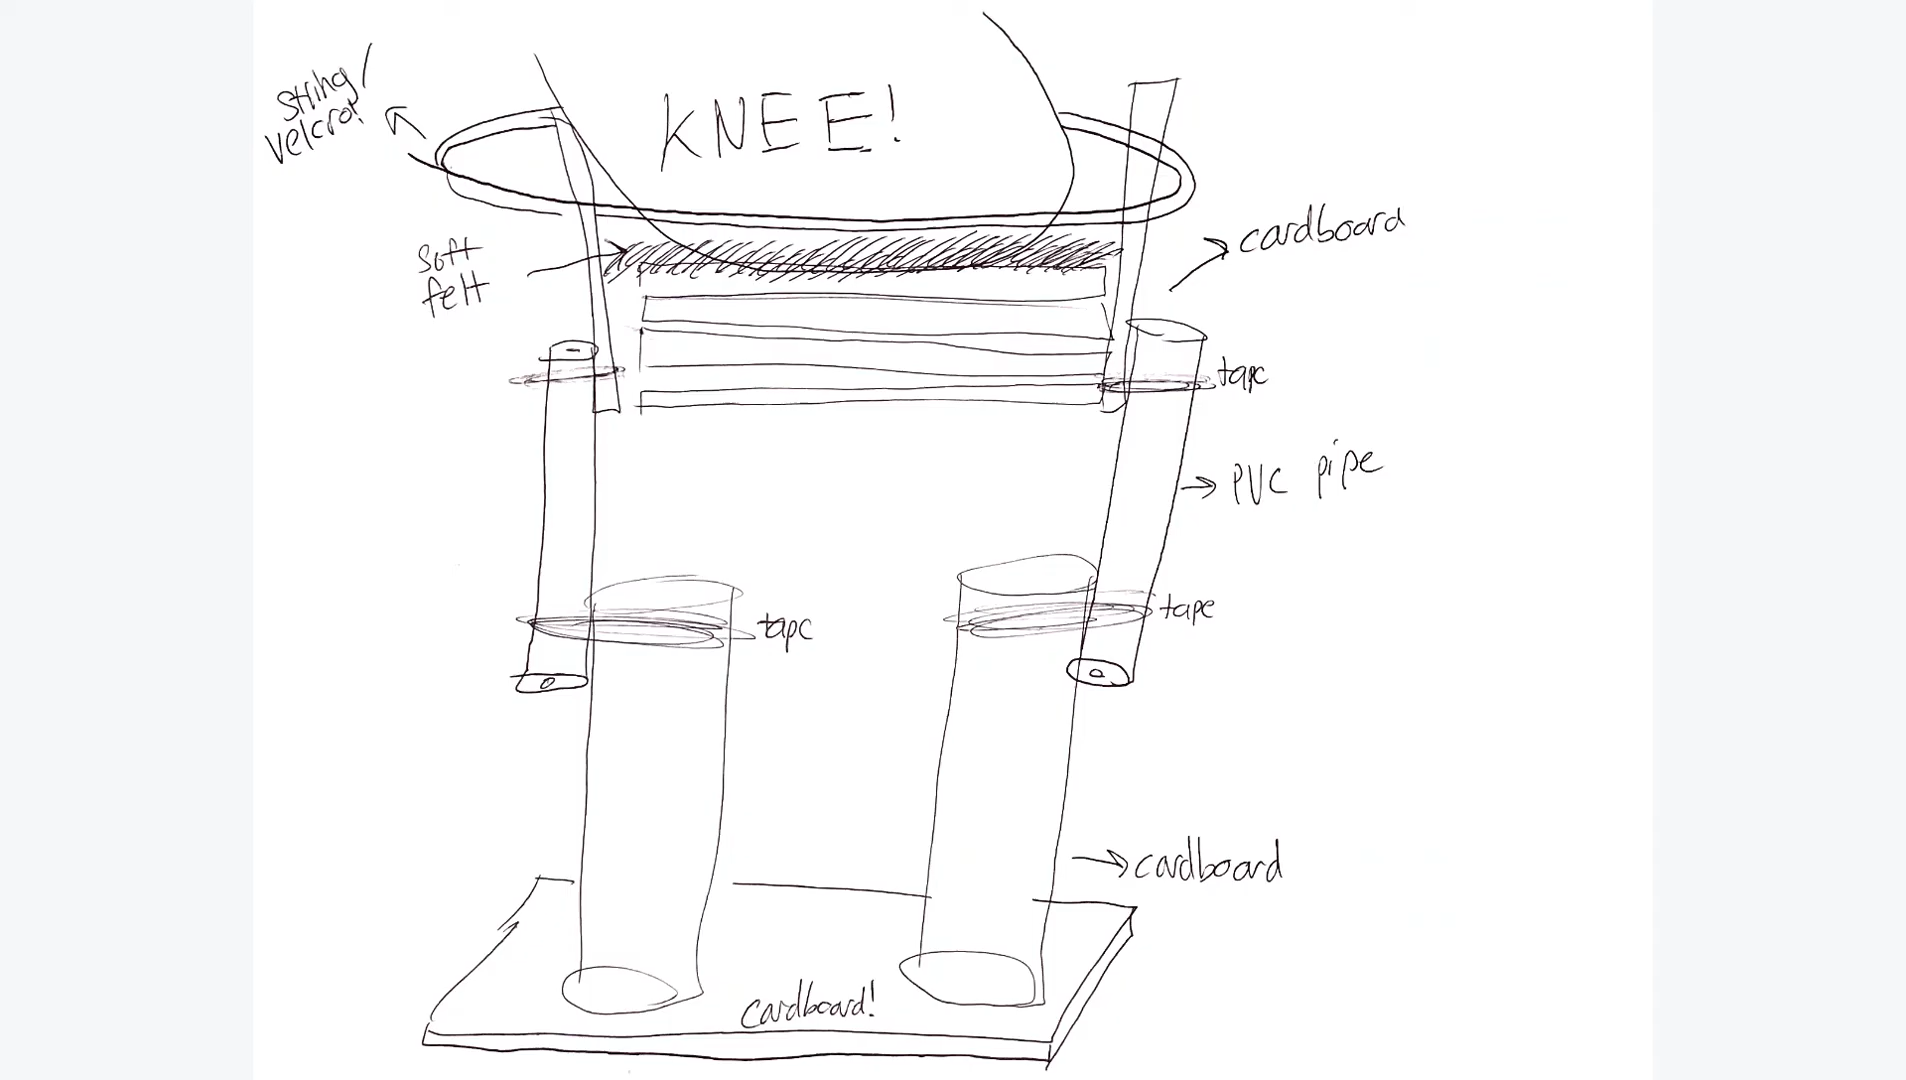 string/
velcro!
KNEE!
cardboard
soft
felt
tape
PVC pipe
tape
tape
cardboard
cardboard!